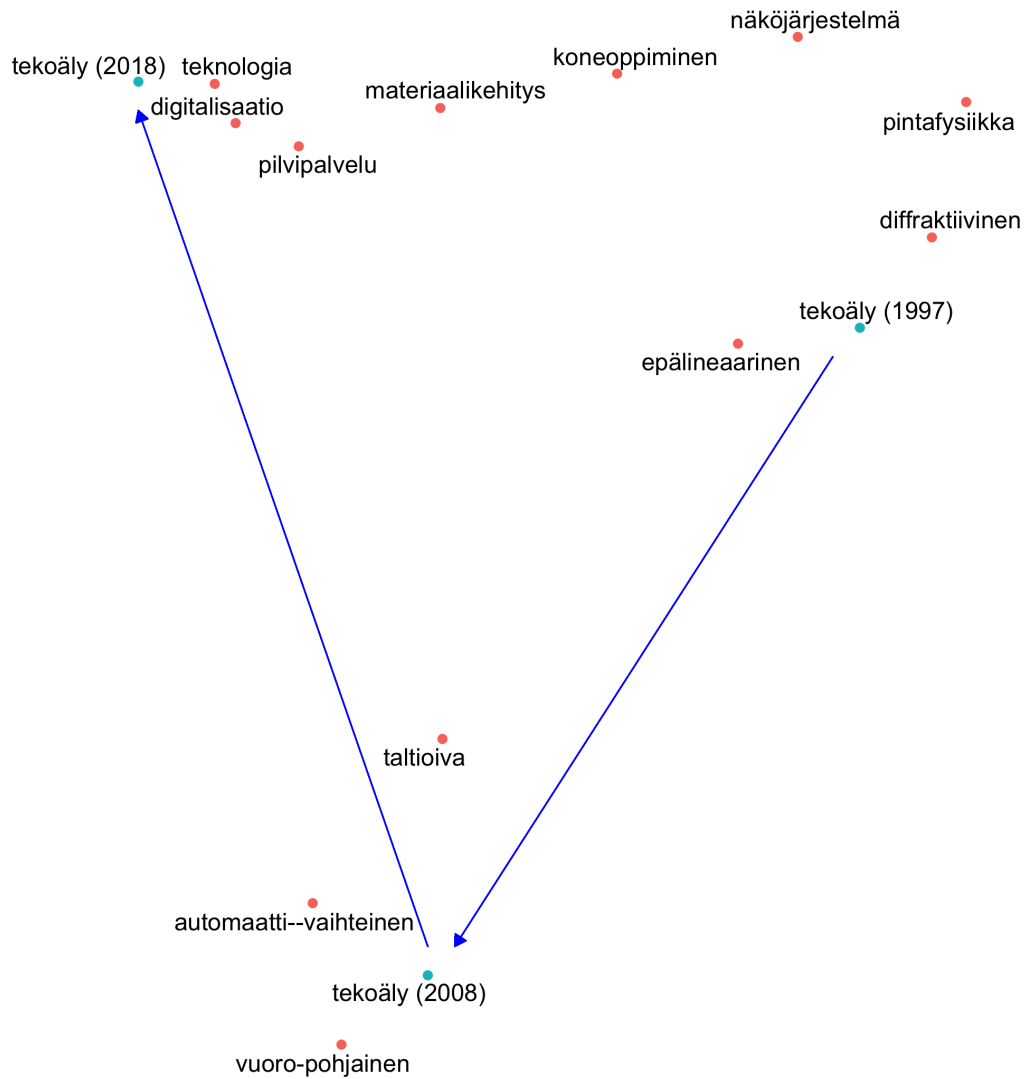 näköjärjestelmä
koneoppiminen
tekoäly (2018)
teknologia
materiaalikehitys
digitalisaatio
pintafysiikka
pilvipalvelu
diffraktiivinen
tekoäly (1997)
epälineaarinen
taltioiva
automaatti--vaihteinen
tekoäly (2008)
vuoro-pohjainen